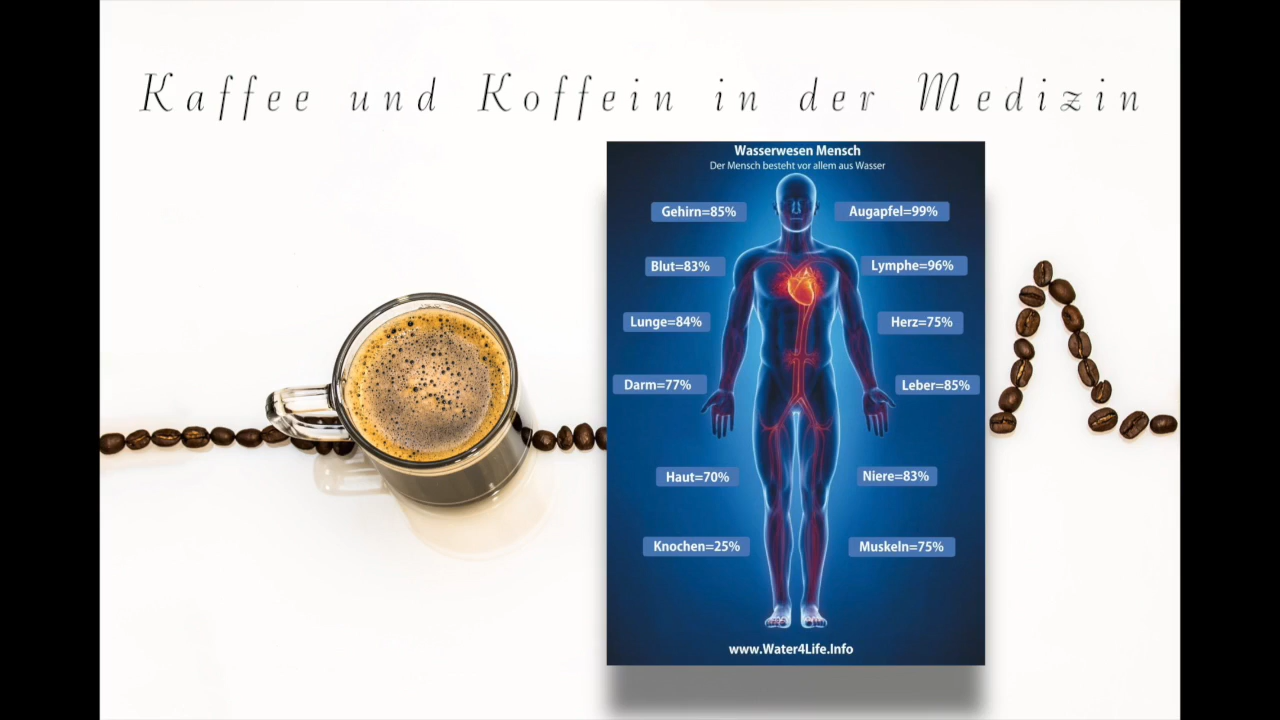 Kaffee und Koffein in der Medizin
Wasserwesen Mensch
Der Mensch besteht vor allem aus Wasser
Gehirn=85%
Augapfel=99%
Blut=83%
Lymphe=96%
Lunge=84%
Herz=75%
Darm=77%
Leber=85%
Haut=70%
Niere=83%
Knochen=25%
Muskeln=75%
www.Water4Life.Info